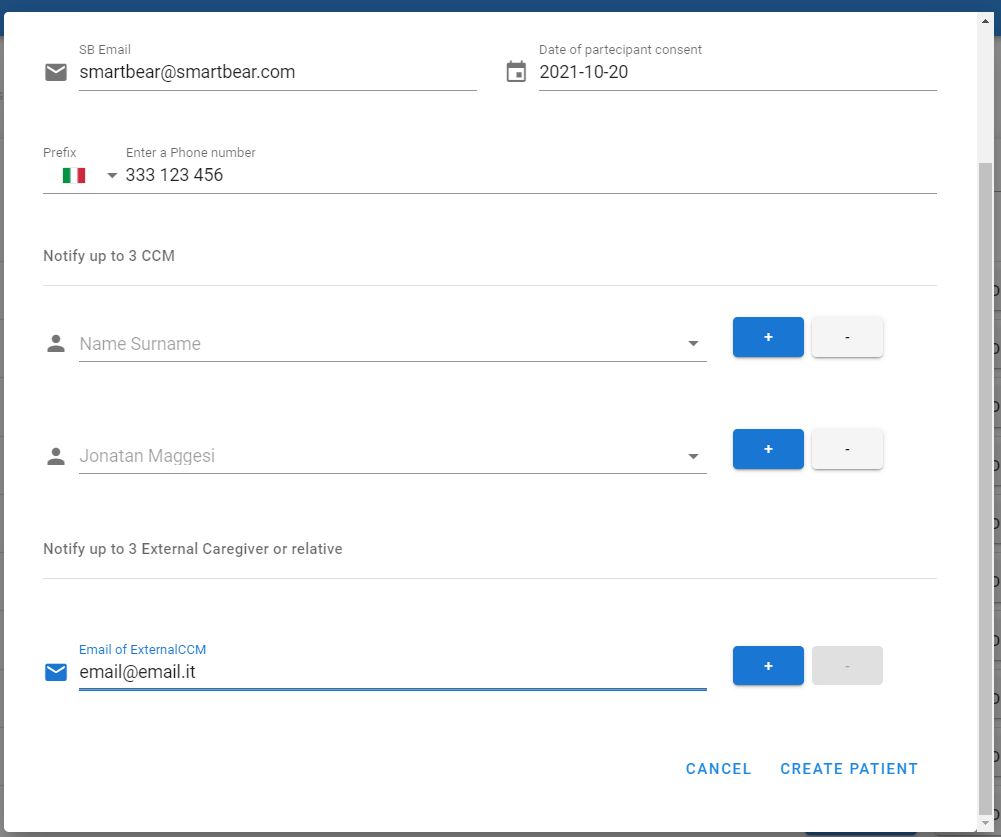 SB Email
Date of partecipant consent
smartbear@smartbear.com
2021-10-20
Prefix
Enter a Phone number
333 123 456
Notify up to 3 CCM
Name Surname
+
-
Jonatan Maggesi
+
-
Notify up to 3 External Caregiver or relative
Email of ExternalCCM
email@email.it
+
-
CANCEL
CREATE PATIENT